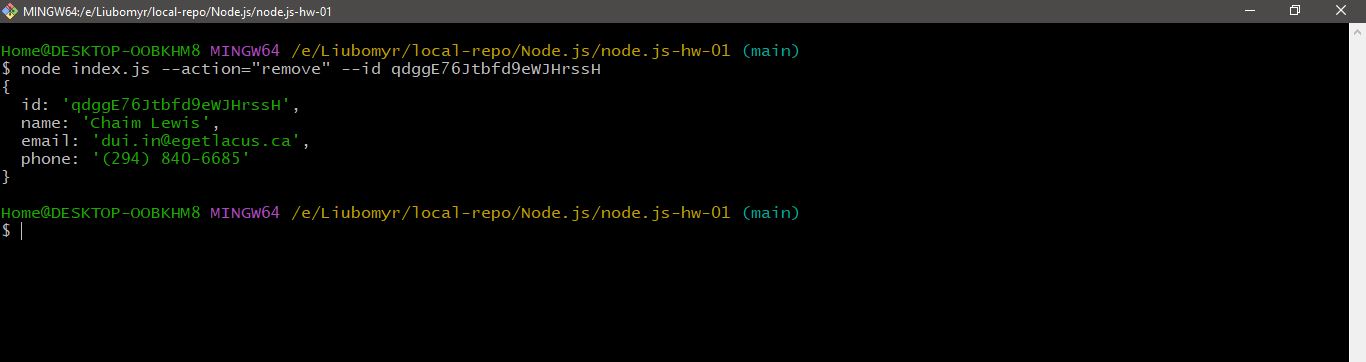 MINGW64:/e/Liubomyr/local-repo/Node.js/node.js-hw-01
Home@DESKTOP-OOBKHM8 MINGW64 /e/Liubomyr/local-repo/Node.js/node.js-hw-01 (main)
$ node index.js --action="remove" --id qdggE76Jtbfd9eWJHrssH
{
  id: 'qdggE76Jtbfd9eWJHrssH',
  name: 'Chaim Lewis',
  email: 'dui.in@egetlacus.ca',
  phone: '(294) 840-6685'
}
Home@DESKTOP-OOBKHM8 MINGW64 /e/Liubomyr/local-repo/Node.js/node.js-hw-01 (main)
$